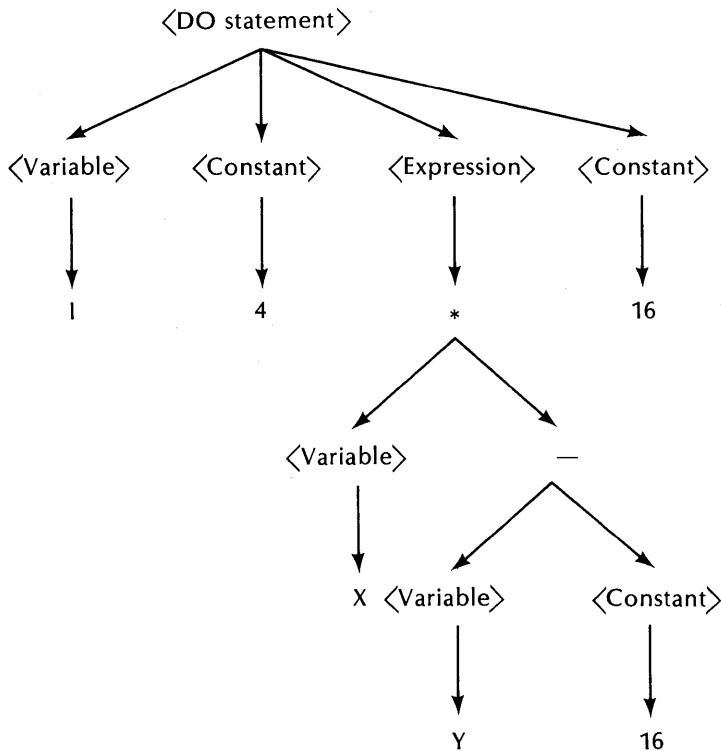 〈DO statement〉
〈Variable〉 〈Constant〉 〈Expression〉 〈Constant〉
I 4 * 16
〈Variable〉 —
X 〈Variable〉 〈Constant〉
Y 16